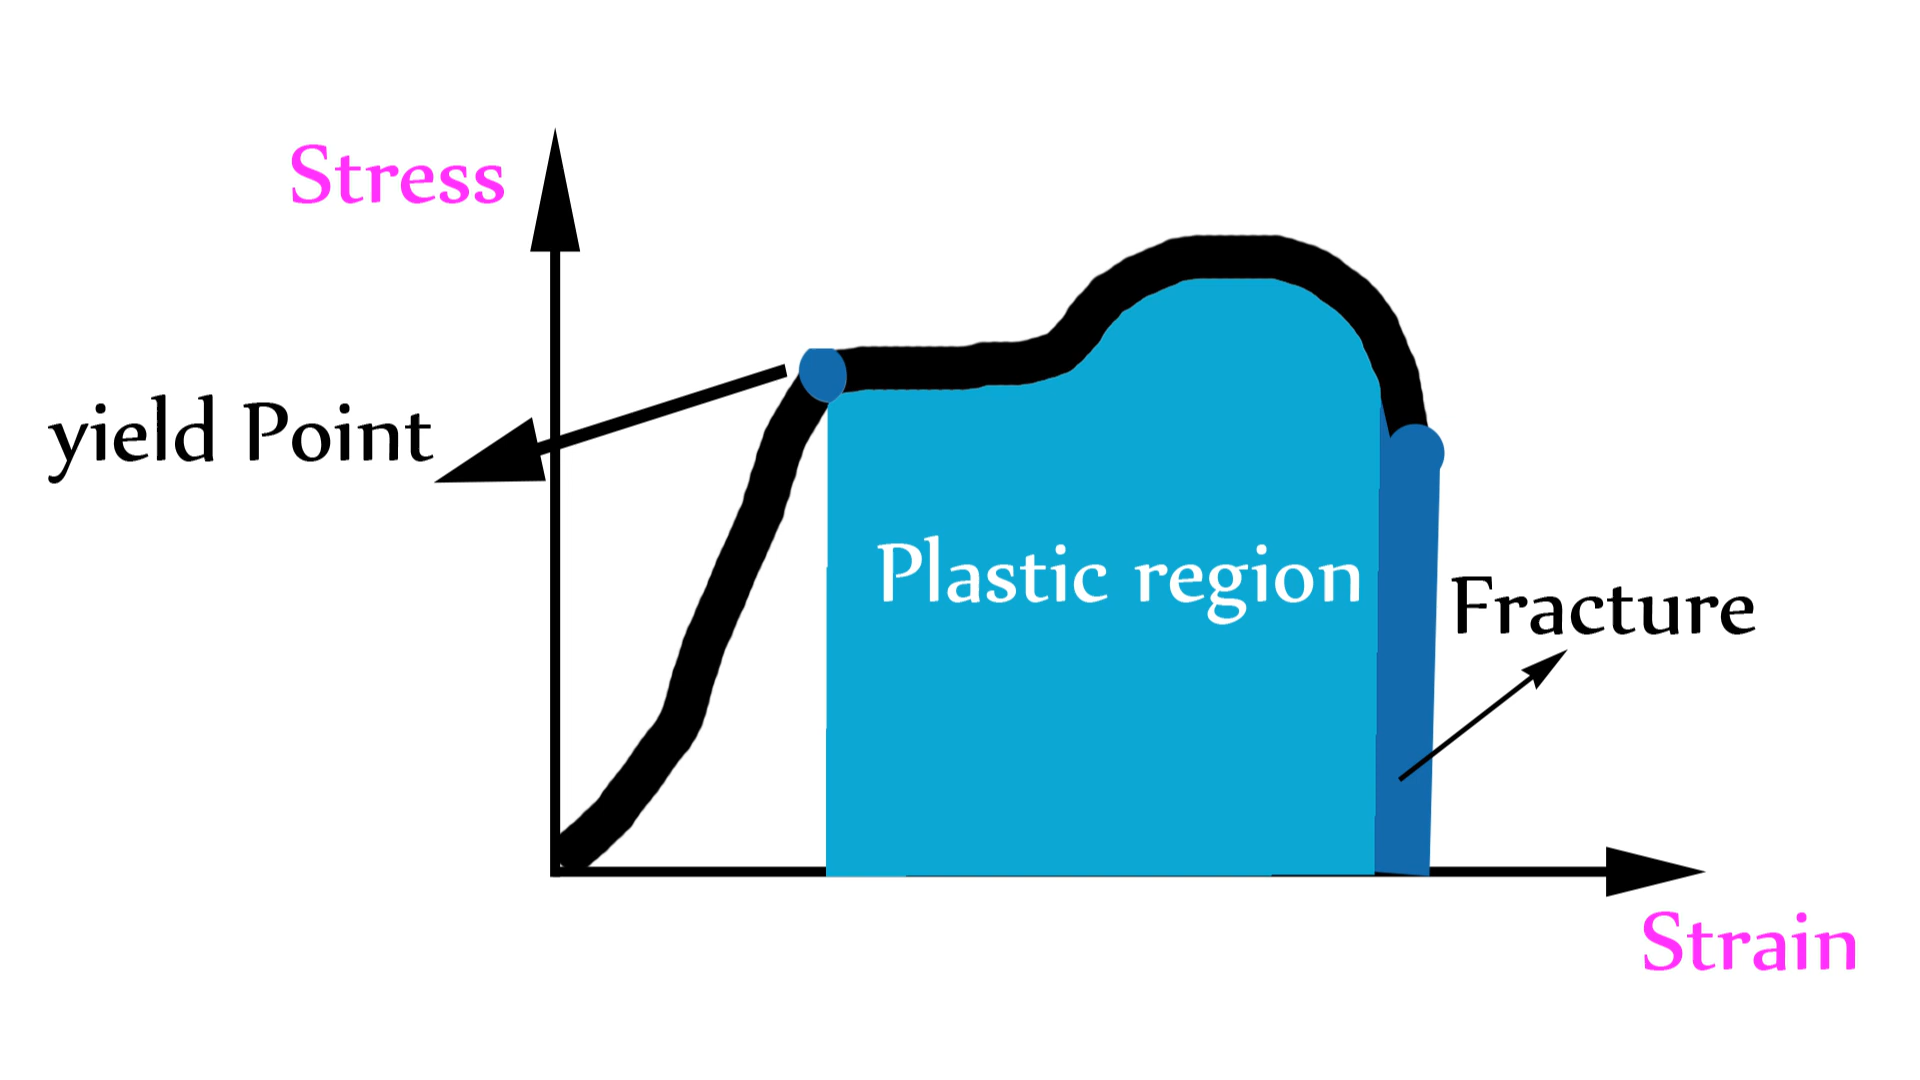 Stress
yield Point
Plastic region
Fracture
Strain